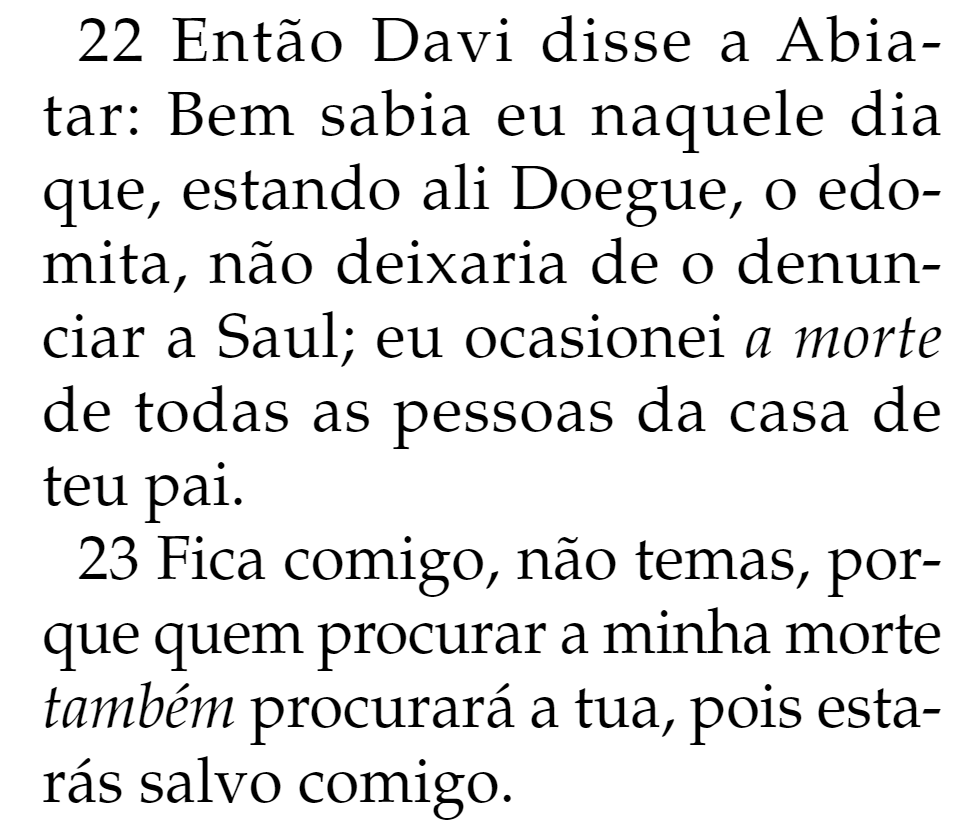 22 Então Davi disse a Abia-
tar: Bem sabia eu naquele dia
que, estando ali Doegue, o edo-
mita, não deixaria de o denun-
ciar a Saul; eu ocasionei a morte
de todas as pessoas da casa de
teu pai.
23 Fica comigo, não temas, por-
que quem procurar a minha morte
também procurará a tua, pois esta-
rás salvo comigo.